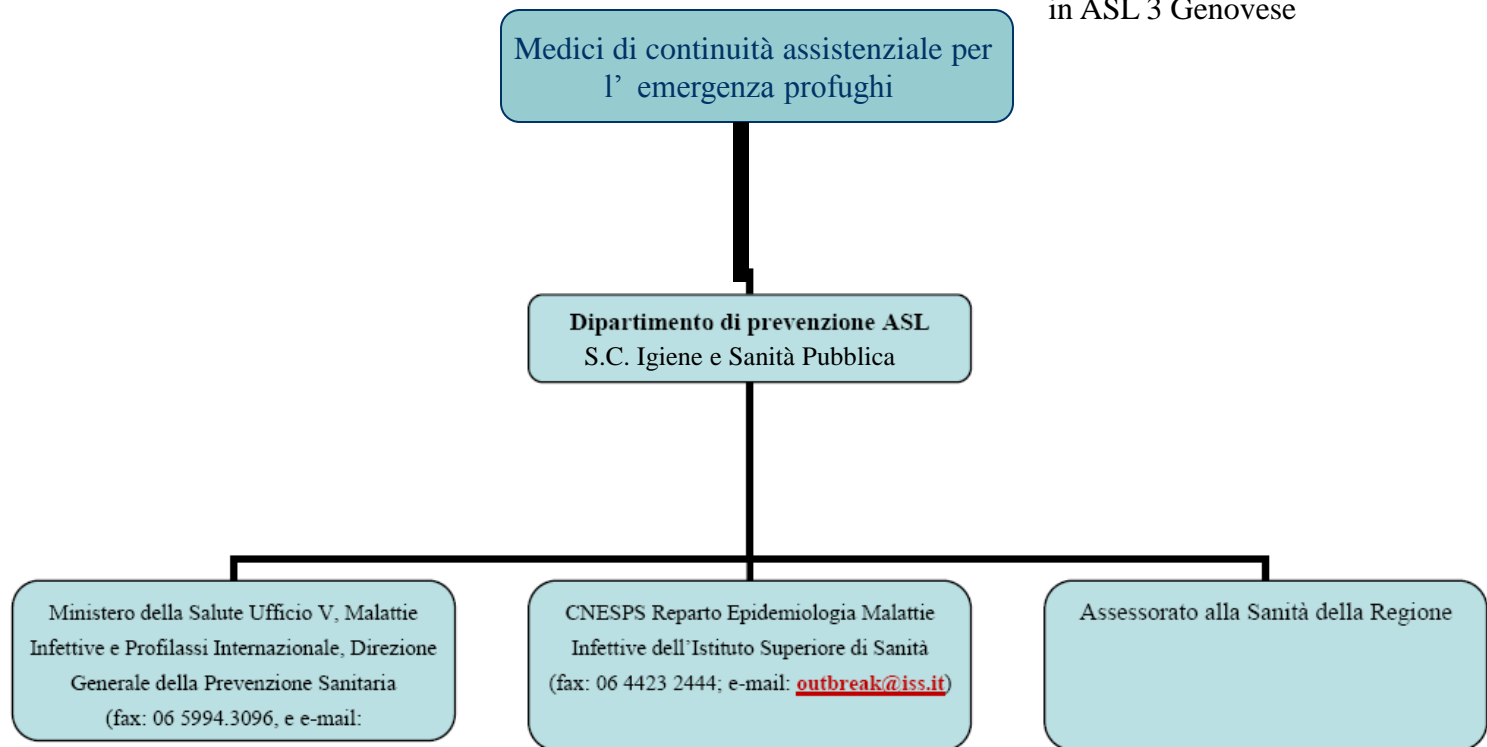 in ASL 3 Genovese
Medici di continuità assistenziale per
l’ emergenza profughi
Dipartimento di prevenzione ASL
S.C. Igiene e Sanità Pubblica
Ministero della Salute Ufficio V, Malattie
Infettive e Profilassi Internazionale, Direzione
Generale della Prevenzione Sanitaria
(fax: 06 5994.3096, e e-mail:
CNESPS Reparto Epidemiologia Malattie
Infettive dell’Istituto Superiore di Sanità
(fax: 06 4423 2444; e-mail: outbreak@iss.it)
Assessorato alla Sanità della Regione